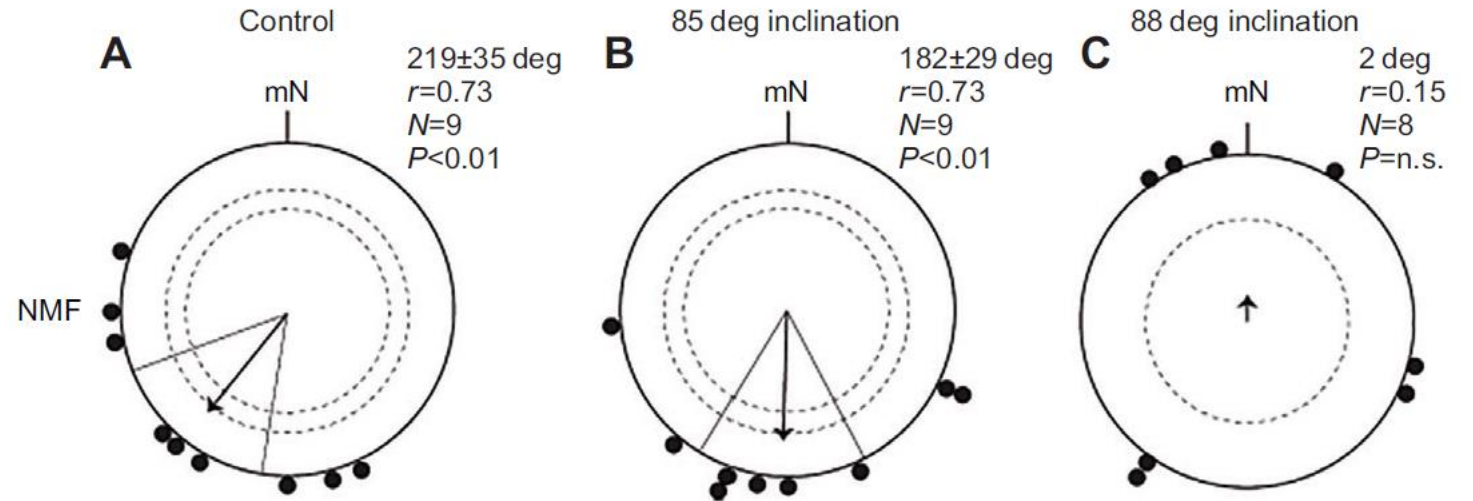 Control
A
219±35 deg
r=0.73
N=9
P<0.01
mN
NMF
85 deg inclination
B
182±29 deg
r=0.73
N=9
P<0.01
mN
88 deg inclination
C
2 deg
r=0.15
N=8
P=n.s.
mN